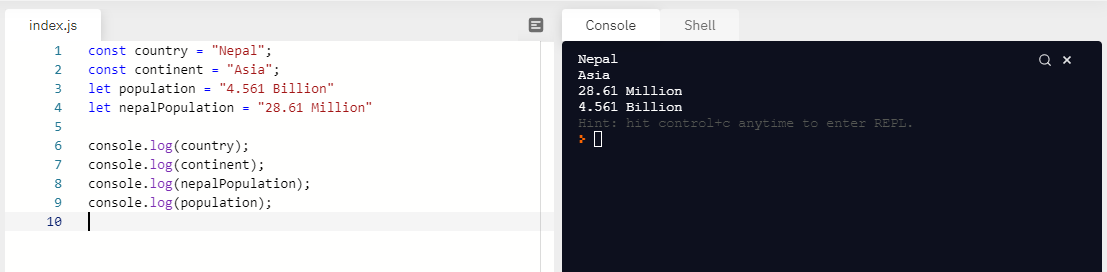 index.js
1 const country = "Nepal";
2 const continent = "Asia";
3 let population = "4.561 Billion"
4 let nepalPopulation = "28.61 Million"
5
6 console.log(country);
7 console.log(continent);
8 console.log(nepalPopulation);
9 console.log(population);
10
Console Shell
Nepal
Asia
28.61 Million
4.561 Billion
Hint: hit control+c anytime to enter REPL.
>